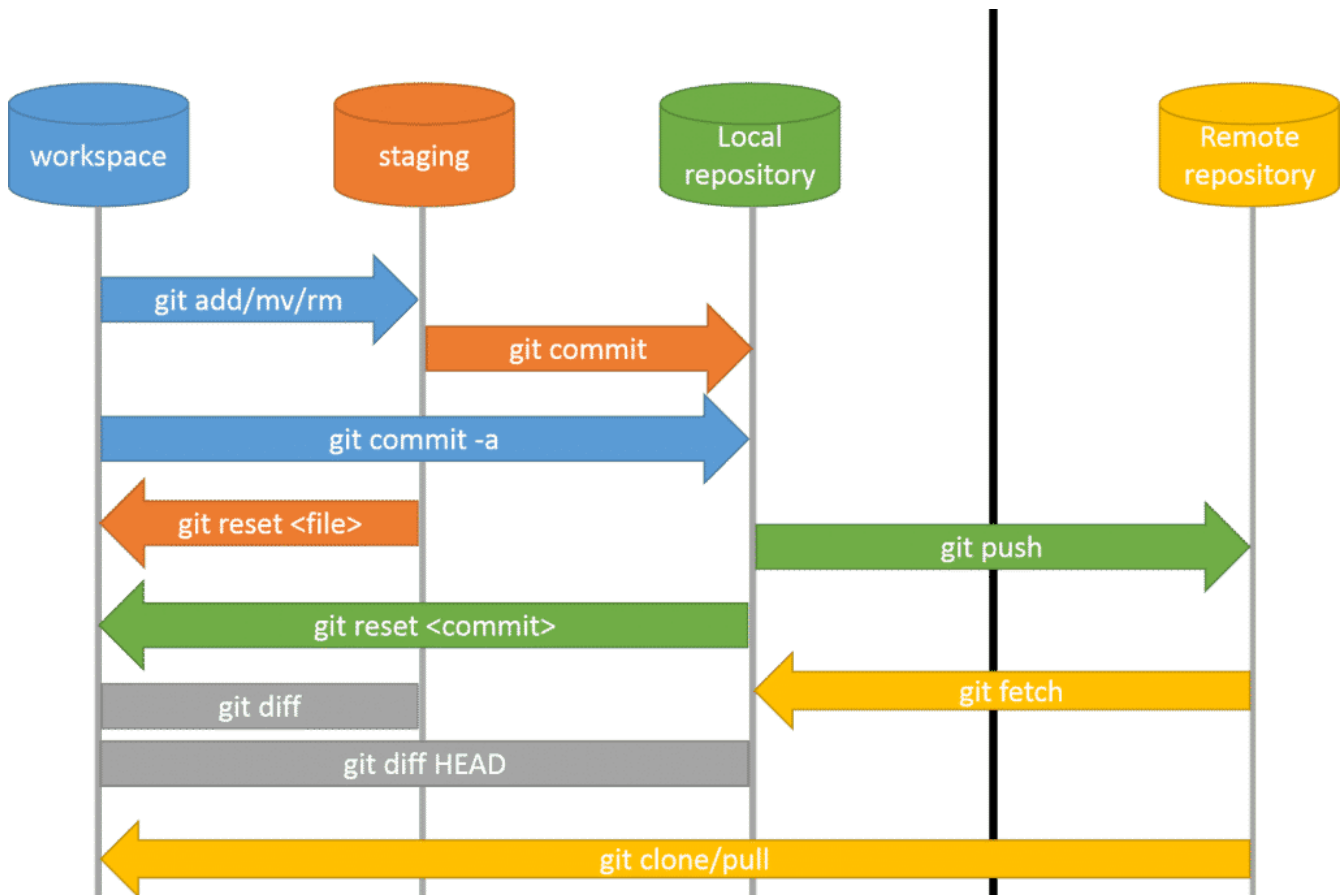 workspace
staging
Local
repository
Remote
repository
git add/mv/rm
git commit
git commit -a
git reset <file>
git push
git reset <commit>
git fetch
git diff
git diff HEAD
git clone/pull